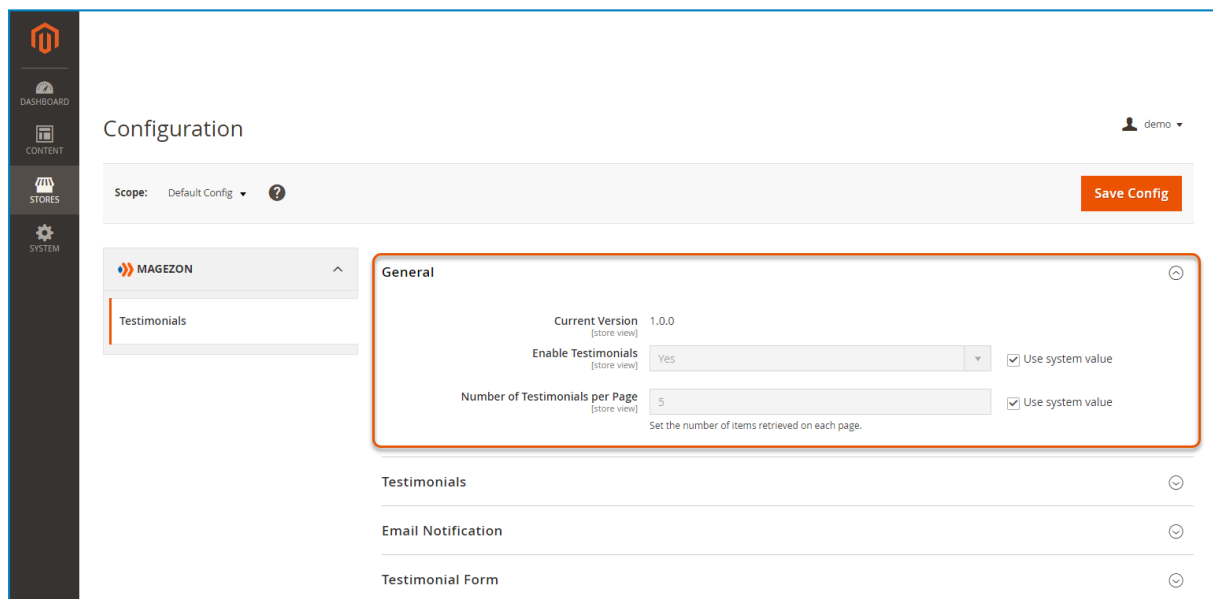 DASHBOARD
CONTENT
STORES
SYSTEM
Configuration
demo
Scope: Default Config ?
Save Config
MAGEZON
Testimonials
General
Current Version 1.0.0
[store view]
Enable Testimonials Yes Use system value
[store view]
Number of Testimonials per Page 5 Use system value
[store view]
Set the number of items retrieved on each page.
Testimonials
Email Notification
Testimonial Form